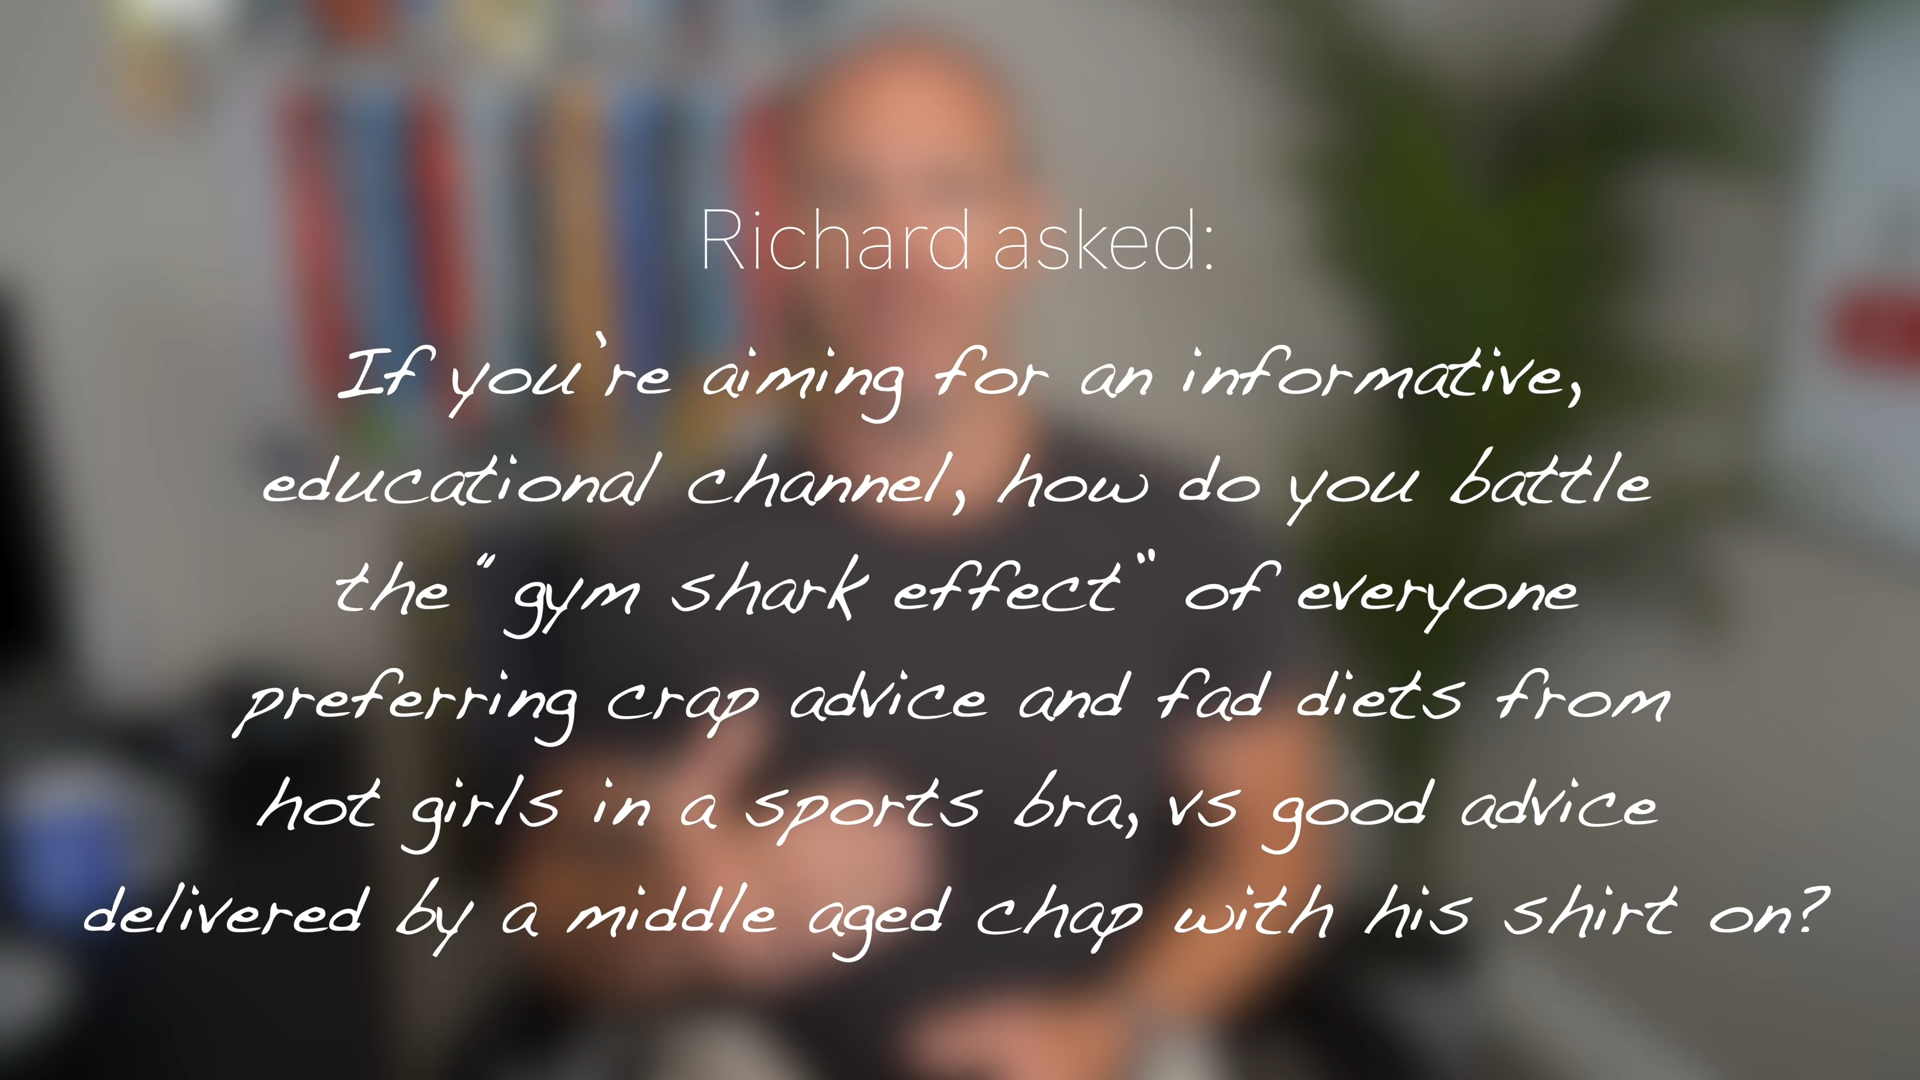 Richard asked:
If you're aiming for an informative,
educational channel, how do you battle
the "gym shark effect" of everyone
preferring crap advice and fad diets from
hot girls in a sports bra, vs good advice
delivered by a middle aged chap with his shirt on?